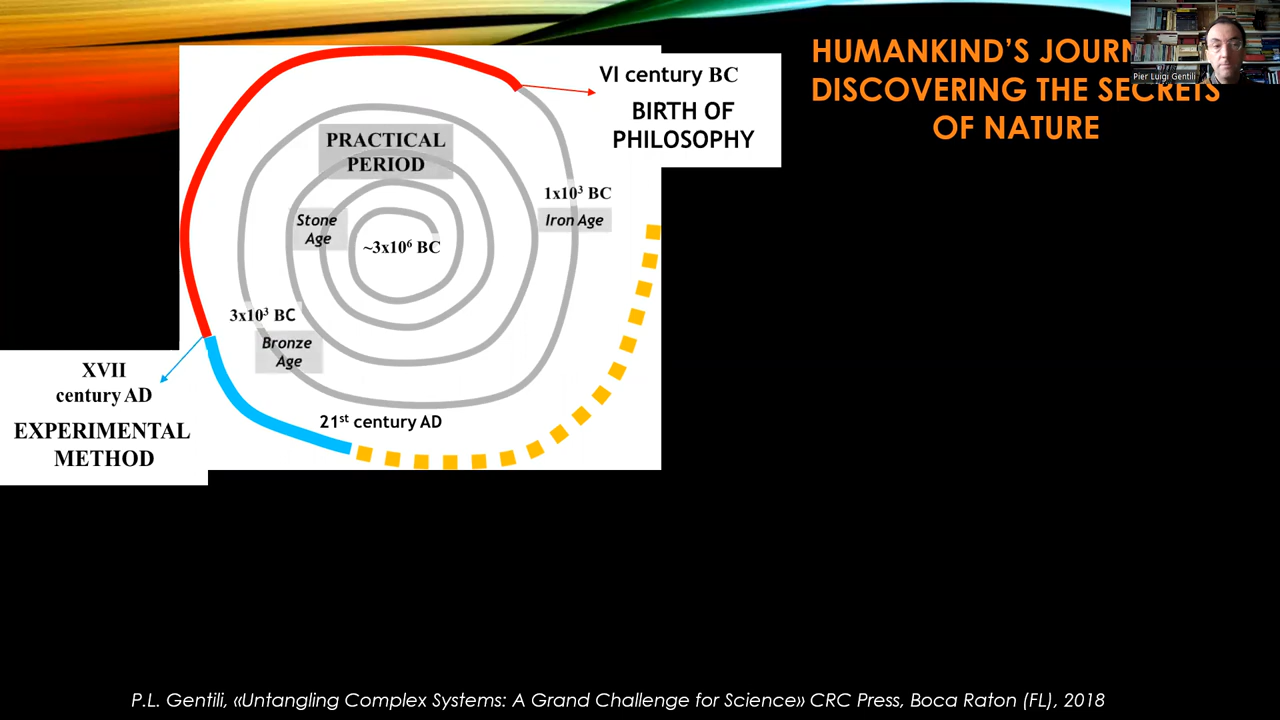 HUMANKIND’S JOURN
DISCOVERING THE SECRETS
OF NATURE
Pier Luigi Gentili
VI century BC
BIRTH OF
PHILOSOPHY
PRACTICAL
PERIOD
1x10³ BC
Iron Age
Stone
Age
~3x10⁶ BC
3x10³ BC
Bronze
Age
XVII
century AD
EXPERIMENTAL
METHOD
21st century AD
P.L. Gentili, «Untangling Complex Systems: A Grand Challenge for Science» CRC Press, Boca Raton (FL), 2018